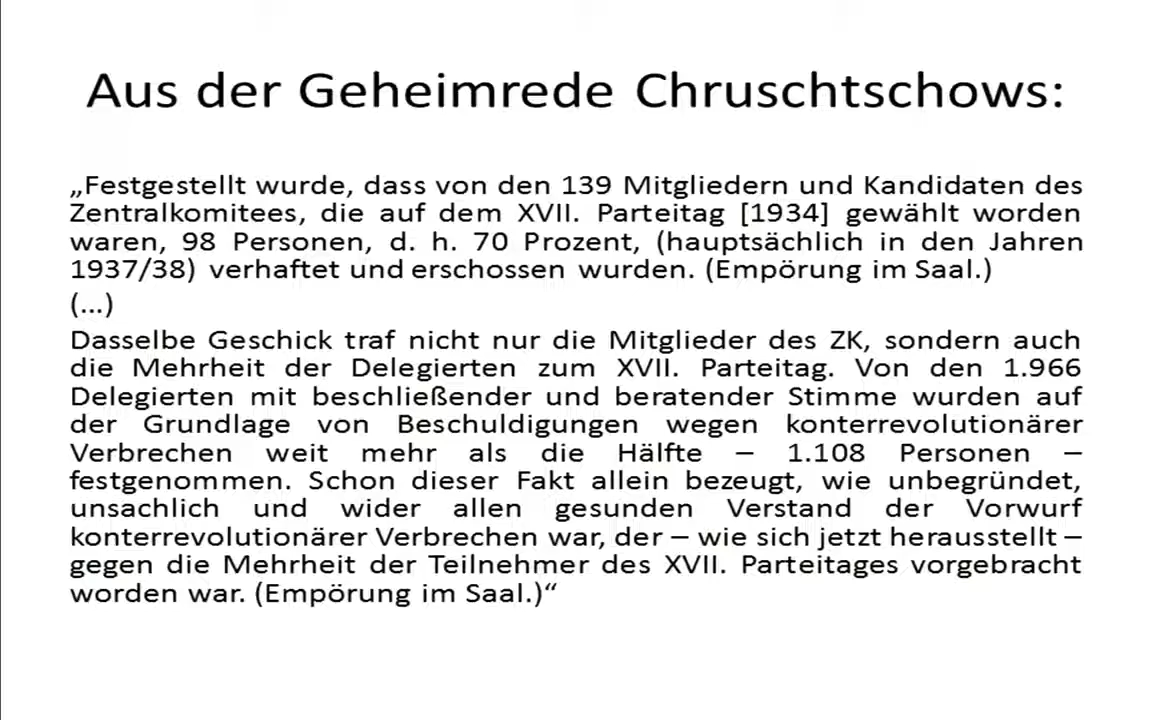 Aus der Geheimrede Chruschtschows:
„Festgestellt wurde, dass von den 139 Mitgliedern und Kandidaten des
Zentralkomitees, die auf dem XVII. Parteitag [1934] gewählt worden
waren, 98 Personen, d. h. 70 Prozent, (hauptsächlich in den Jahren
1937/38) verhaftet und erschossen wurden. (Empörung im Saal.)
(...)
Dasselbe Geschick traf nicht nur die Mitglieder des ZK, sondern auch
die Mehrheit der Delegierten zum XVII. Parteitag. Von den 1.966
Delegierten mit beschließender und beratender Stimme wurden auf
der Grundlage von Beschuldigungen wegen konterrevolutionärer
Verbrechen weit mehr als die Hälfte – 1.108 Personen –
festgenommen. Schon dieser Fakt allein bezeugt, wie unbegründet,
unsachlich und wider allen gesunden Verstand der Vorwurf
konterrevolutionärer Verbrechen war, der – wie sich jetzt herausstellt –
gegen die Mehrheit der Teilnehmer des XVII. Parteitages vorgebracht
worden war. (Empörung im Saal.)“